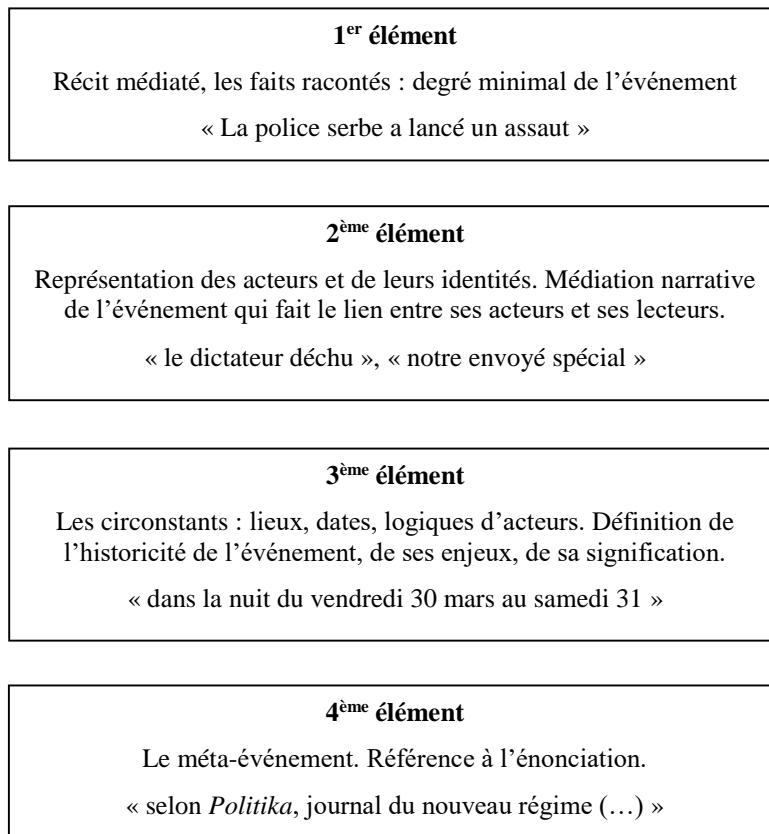 1er élément
Récit médiaté, les faits racontés : degré minimal de l’événement
« La police serbe a lancé un assaut »
2ème élément
Représentation des acteurs et de leurs identités. Médiation narrative
de l’événement qui fait le lien entre ses acteurs et ses lecteurs.
« le dictateur déchu », « notre envoyé spécial »
3ème élément
Les circonstants : lieux, dates, logiques d’acteurs. Définition de
l’historicité de l’événement, de ses enjeux, de sa signification.
« dans la nuit du vendredi 30 mars au samedi 31 »
4ème élément
Le méta-événement. Référence à l’énonciation.
« selon Politika, journal du nouveau régime (…) »